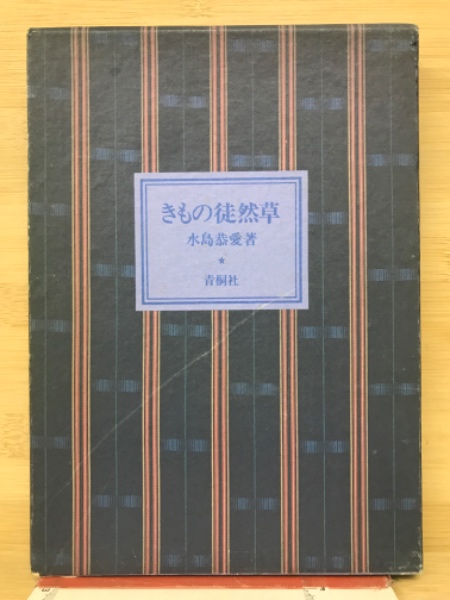 きもの徒然草
水島恭愛著
★
青桐社